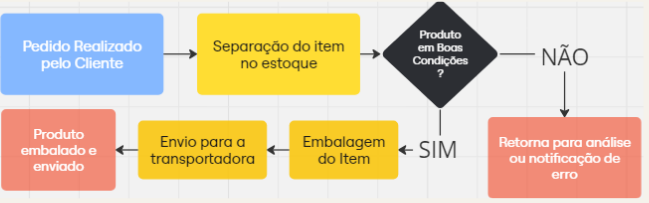 Pedido Realizado
pelo Cliente
Separação do item
no estoque
Produto
em Boas
Condições
?
NÃO
SIM
Retorna para análise
ou notificação de
erro
Embalagem
do Item
Envio para a
transportadora
Produto
embalado e
enviado